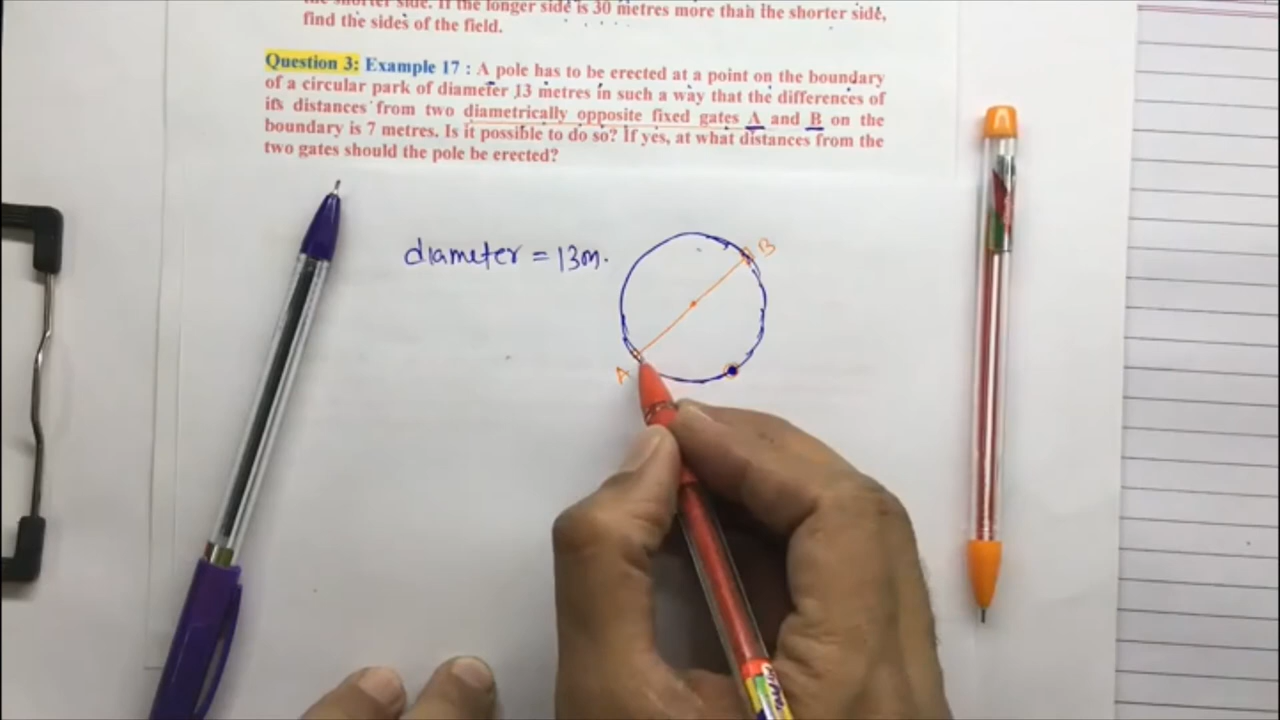 the shorter side. If the longer side is 30 metres more than the shorter side,
find the sides of the field.
Question 3: Example 17 : A pole has to be erected at a point on the boundary
of a circular park of diameter 13 metres in such a way that the differences of
its distances from two diametrically opposite fixed gates A and B on the
boundary is 7 metres. Is it possible to do so? If yes, at what distances from the
two gates should the pole be erected?
diameter = 13m.
B
A